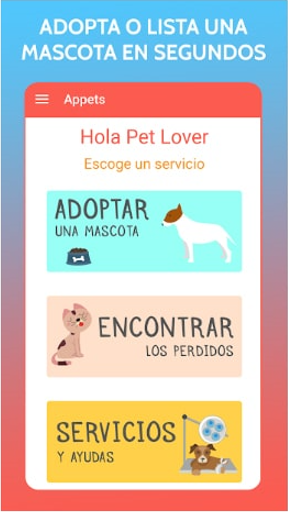 ADOPTA O LISTA UNA
MASCOTA EN SEGUNDOS
Appets
Hola Pet Lover
Escoge un servicio
ADOPTAR
UNA MASCOTA
ENCONTRAR
LOS PERDIDOS
SERVICIOS
Y AYUDAS